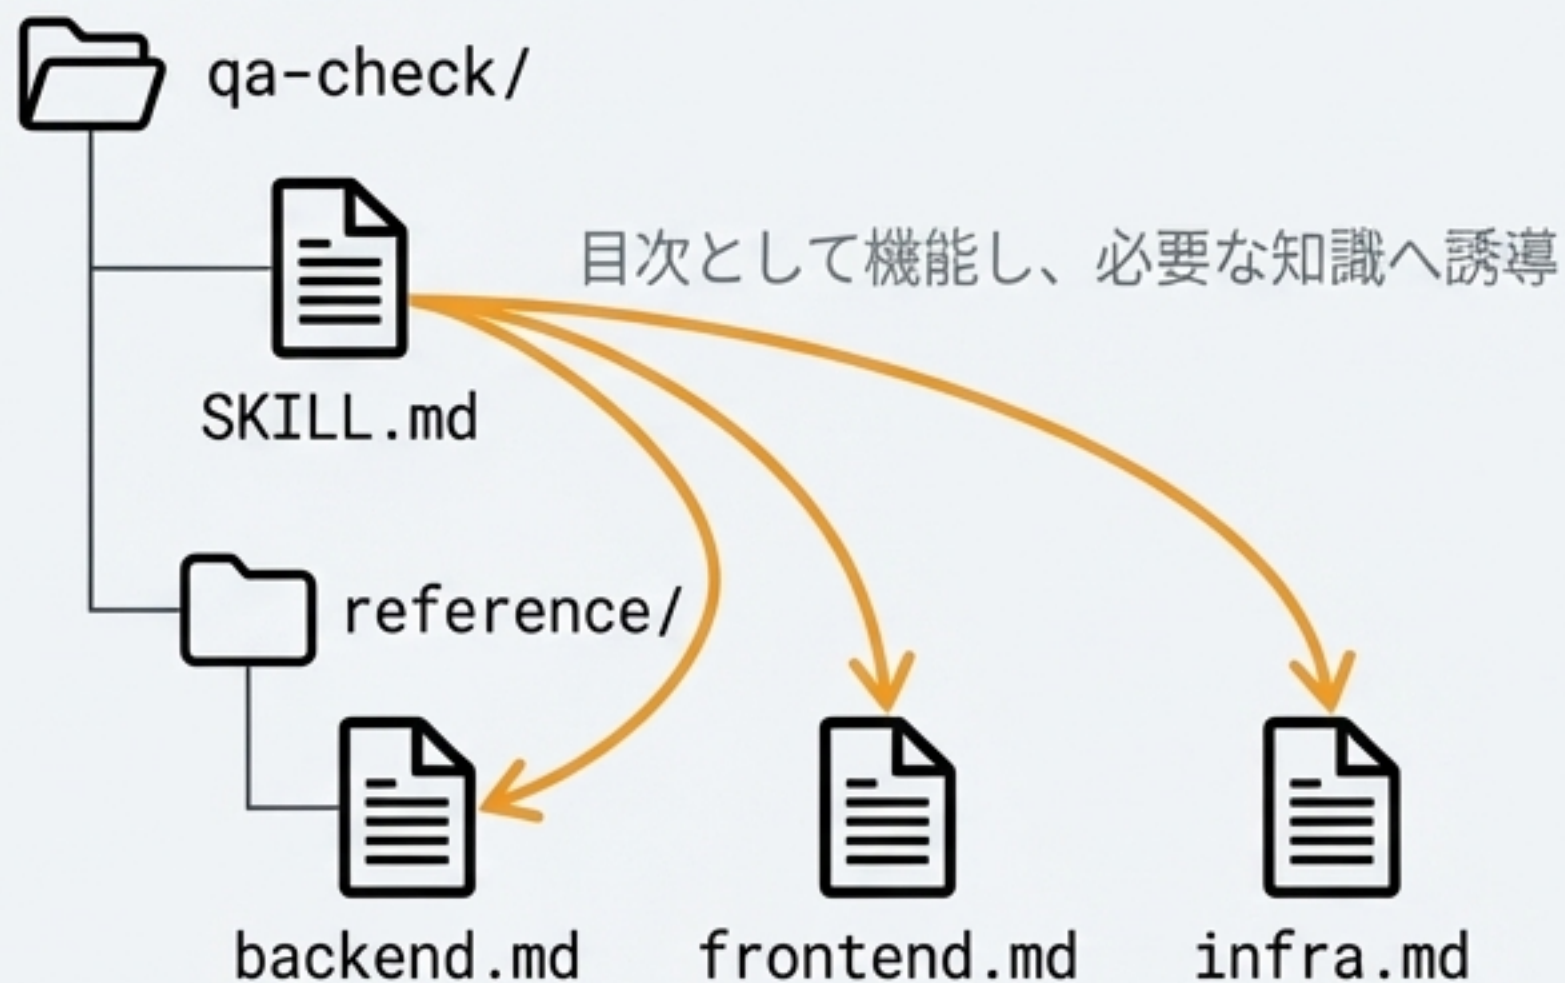 qa-check/
目次として機能し、必要な知識へ誘導
SKILL.md
reference/
backend.md
frontend.md
infra.md